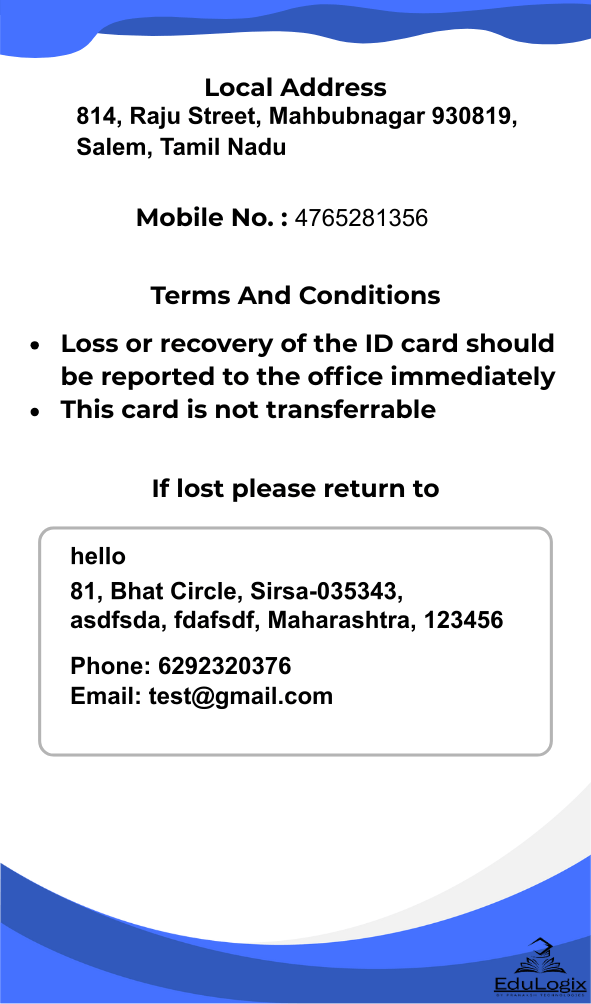 Local Address
814, Raju Street, Mahbubnagar 930819,
Salem, Tamil Nadu
Mobile No. : 4765281356
Terms And Conditions
• Loss or recovery of the ID card should
be reported to the office immediately
• This card is not transferrable
If lost please return to
hello
81, Bhat Circle, Sirsa-035343,
asdfsda, fdafsdf, Maharashtra, 123456
Phone: 6292320376
Email: test@gmail.com
EduLogix